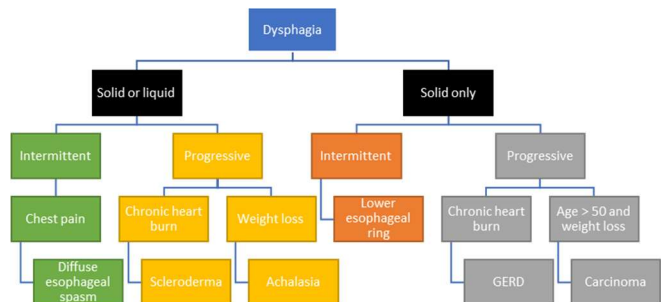 Dysphagia
Solid or liquid
Solid only
Intermittent
Progressive
Intermittent
Progressive
Chest pain
Chronic heart
burn
Weight loss
Lower
esophageal
ring
Chronic heart
burn
Age > 50 and
weight loss
Diffuse
esophageal
spasm
Scleroderma
Achalasia
GERD
Carcinoma